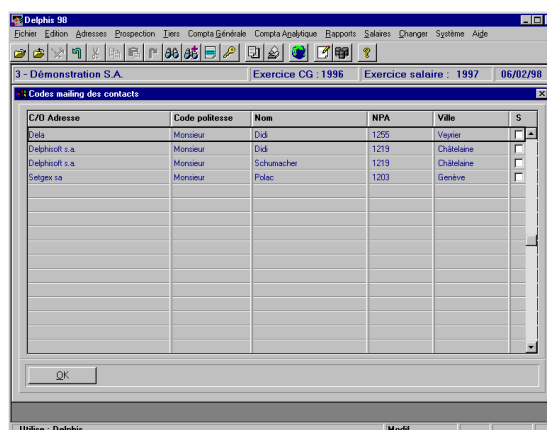 Delphis 98
Fichier Edition Adresses Prospection Tiers Compta Générale Compta Analytique Rapports Salaires Changer Système Aide
3 - Démonstration S.A. Exercice CG : 1996 Exercice salaire : 1997 06/02/98
Codes mailing des contacts
C/O Adresse Code politesse Nom NPA Ville S
Dela Monsieur Didi 1255 Veyrier
Delphisoft s.a. Monsieur Didi 1219 Châtelaine
Delphisoft s.a. Monsieur Schumacher 1219 Châtelaine
Setgex sa Monsieur Polac 1203 Genève
OK
Utilise : Delphis Modif